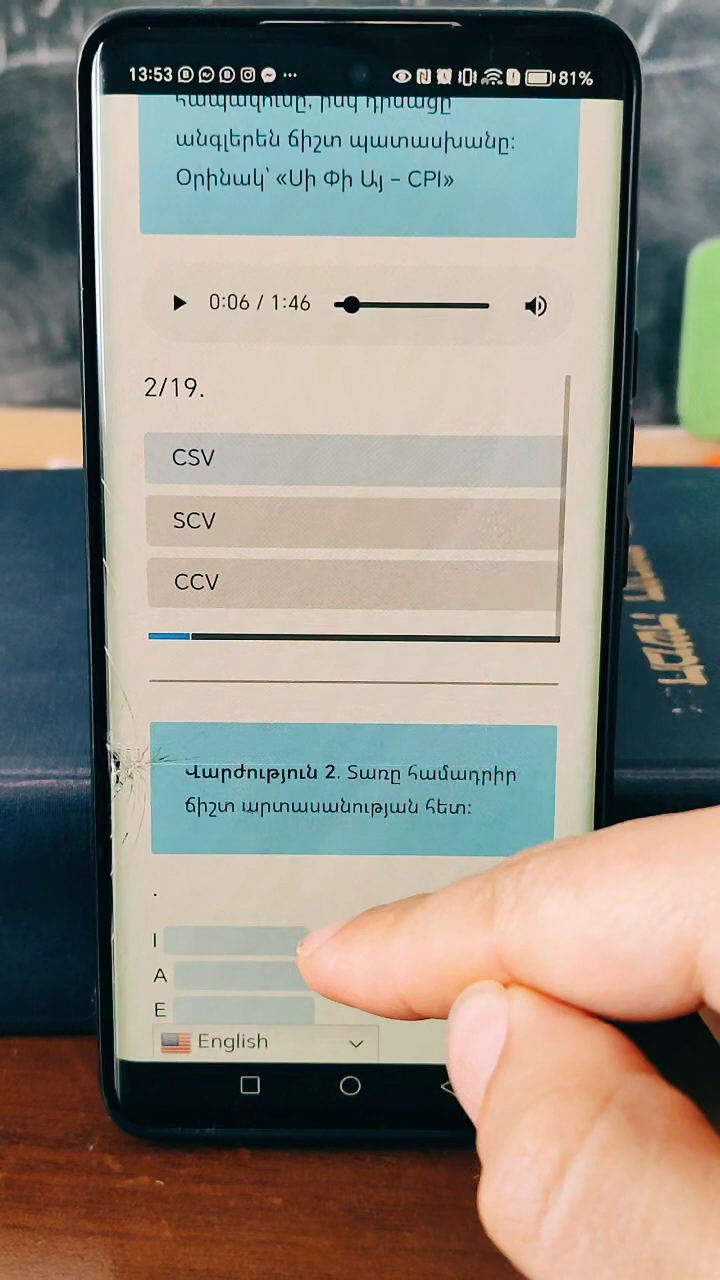 13:53
81%
հապավումը, իսկ դիմացը
անգլերեն ճիշտ պատասխանը:
Օրինակ՝ «Սի Փի Այ – CPI»
0:06 / 1:46
2/19.
CSV
SCV
CCV
Վարժություն 2. Տառը համադրիր
ճիշտ արտասանության հետ:
.
I
A
E
English